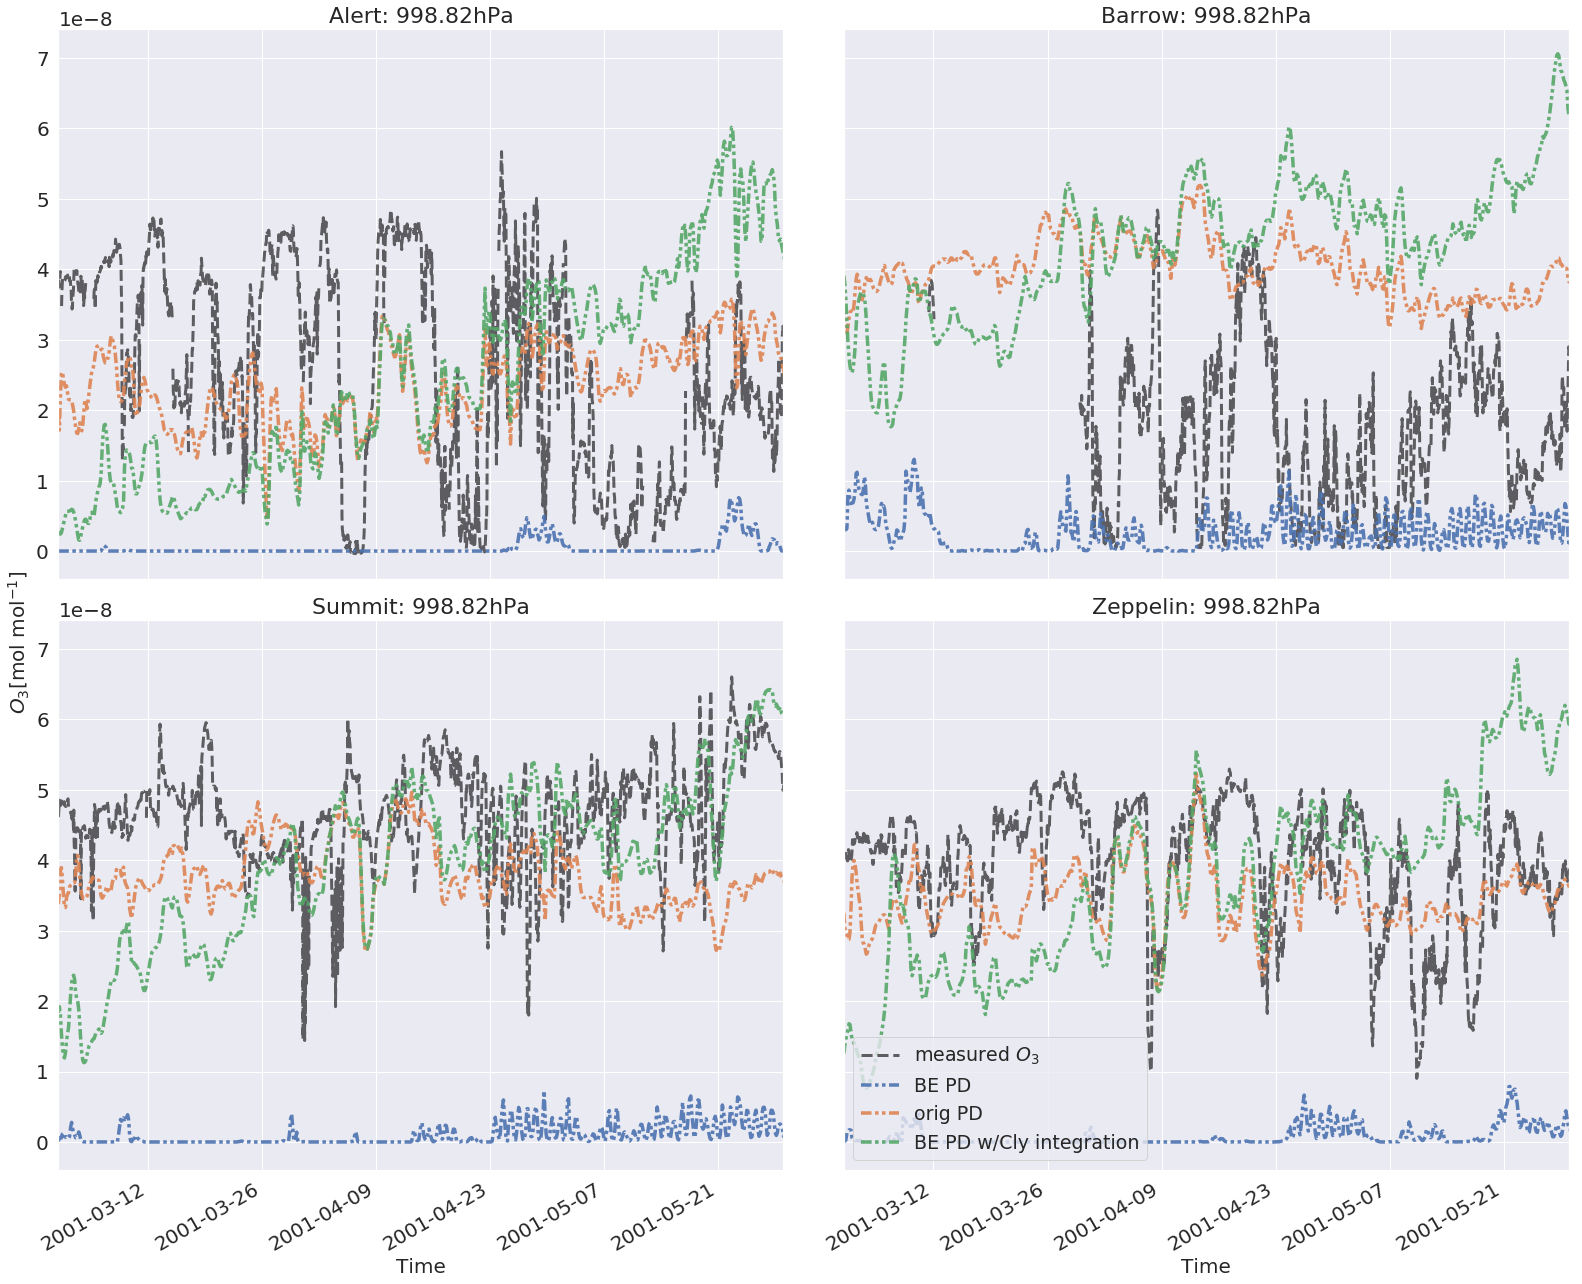 Alert: 998.82hPa
Barrow: 998.82hPa
1e−8
7
6
5
4
3
2
1
0
Summit: 998.82hPa
Zeppelin: 998.82hPa
1e−8
7
6
5
4
3
2
1
0
O₃[mol mol⁻¹]
measured O₃
BE PD
orig PD
BE PD w/Cly integration
2001-03-12
2001-03-26
2001-04-09
2001-04-23
2001-05-07
2001-05-21
2001-03-12
2001-03-26
2001-04-09
2001-04-23
2001-05-07
2001-05-21
Time
Time